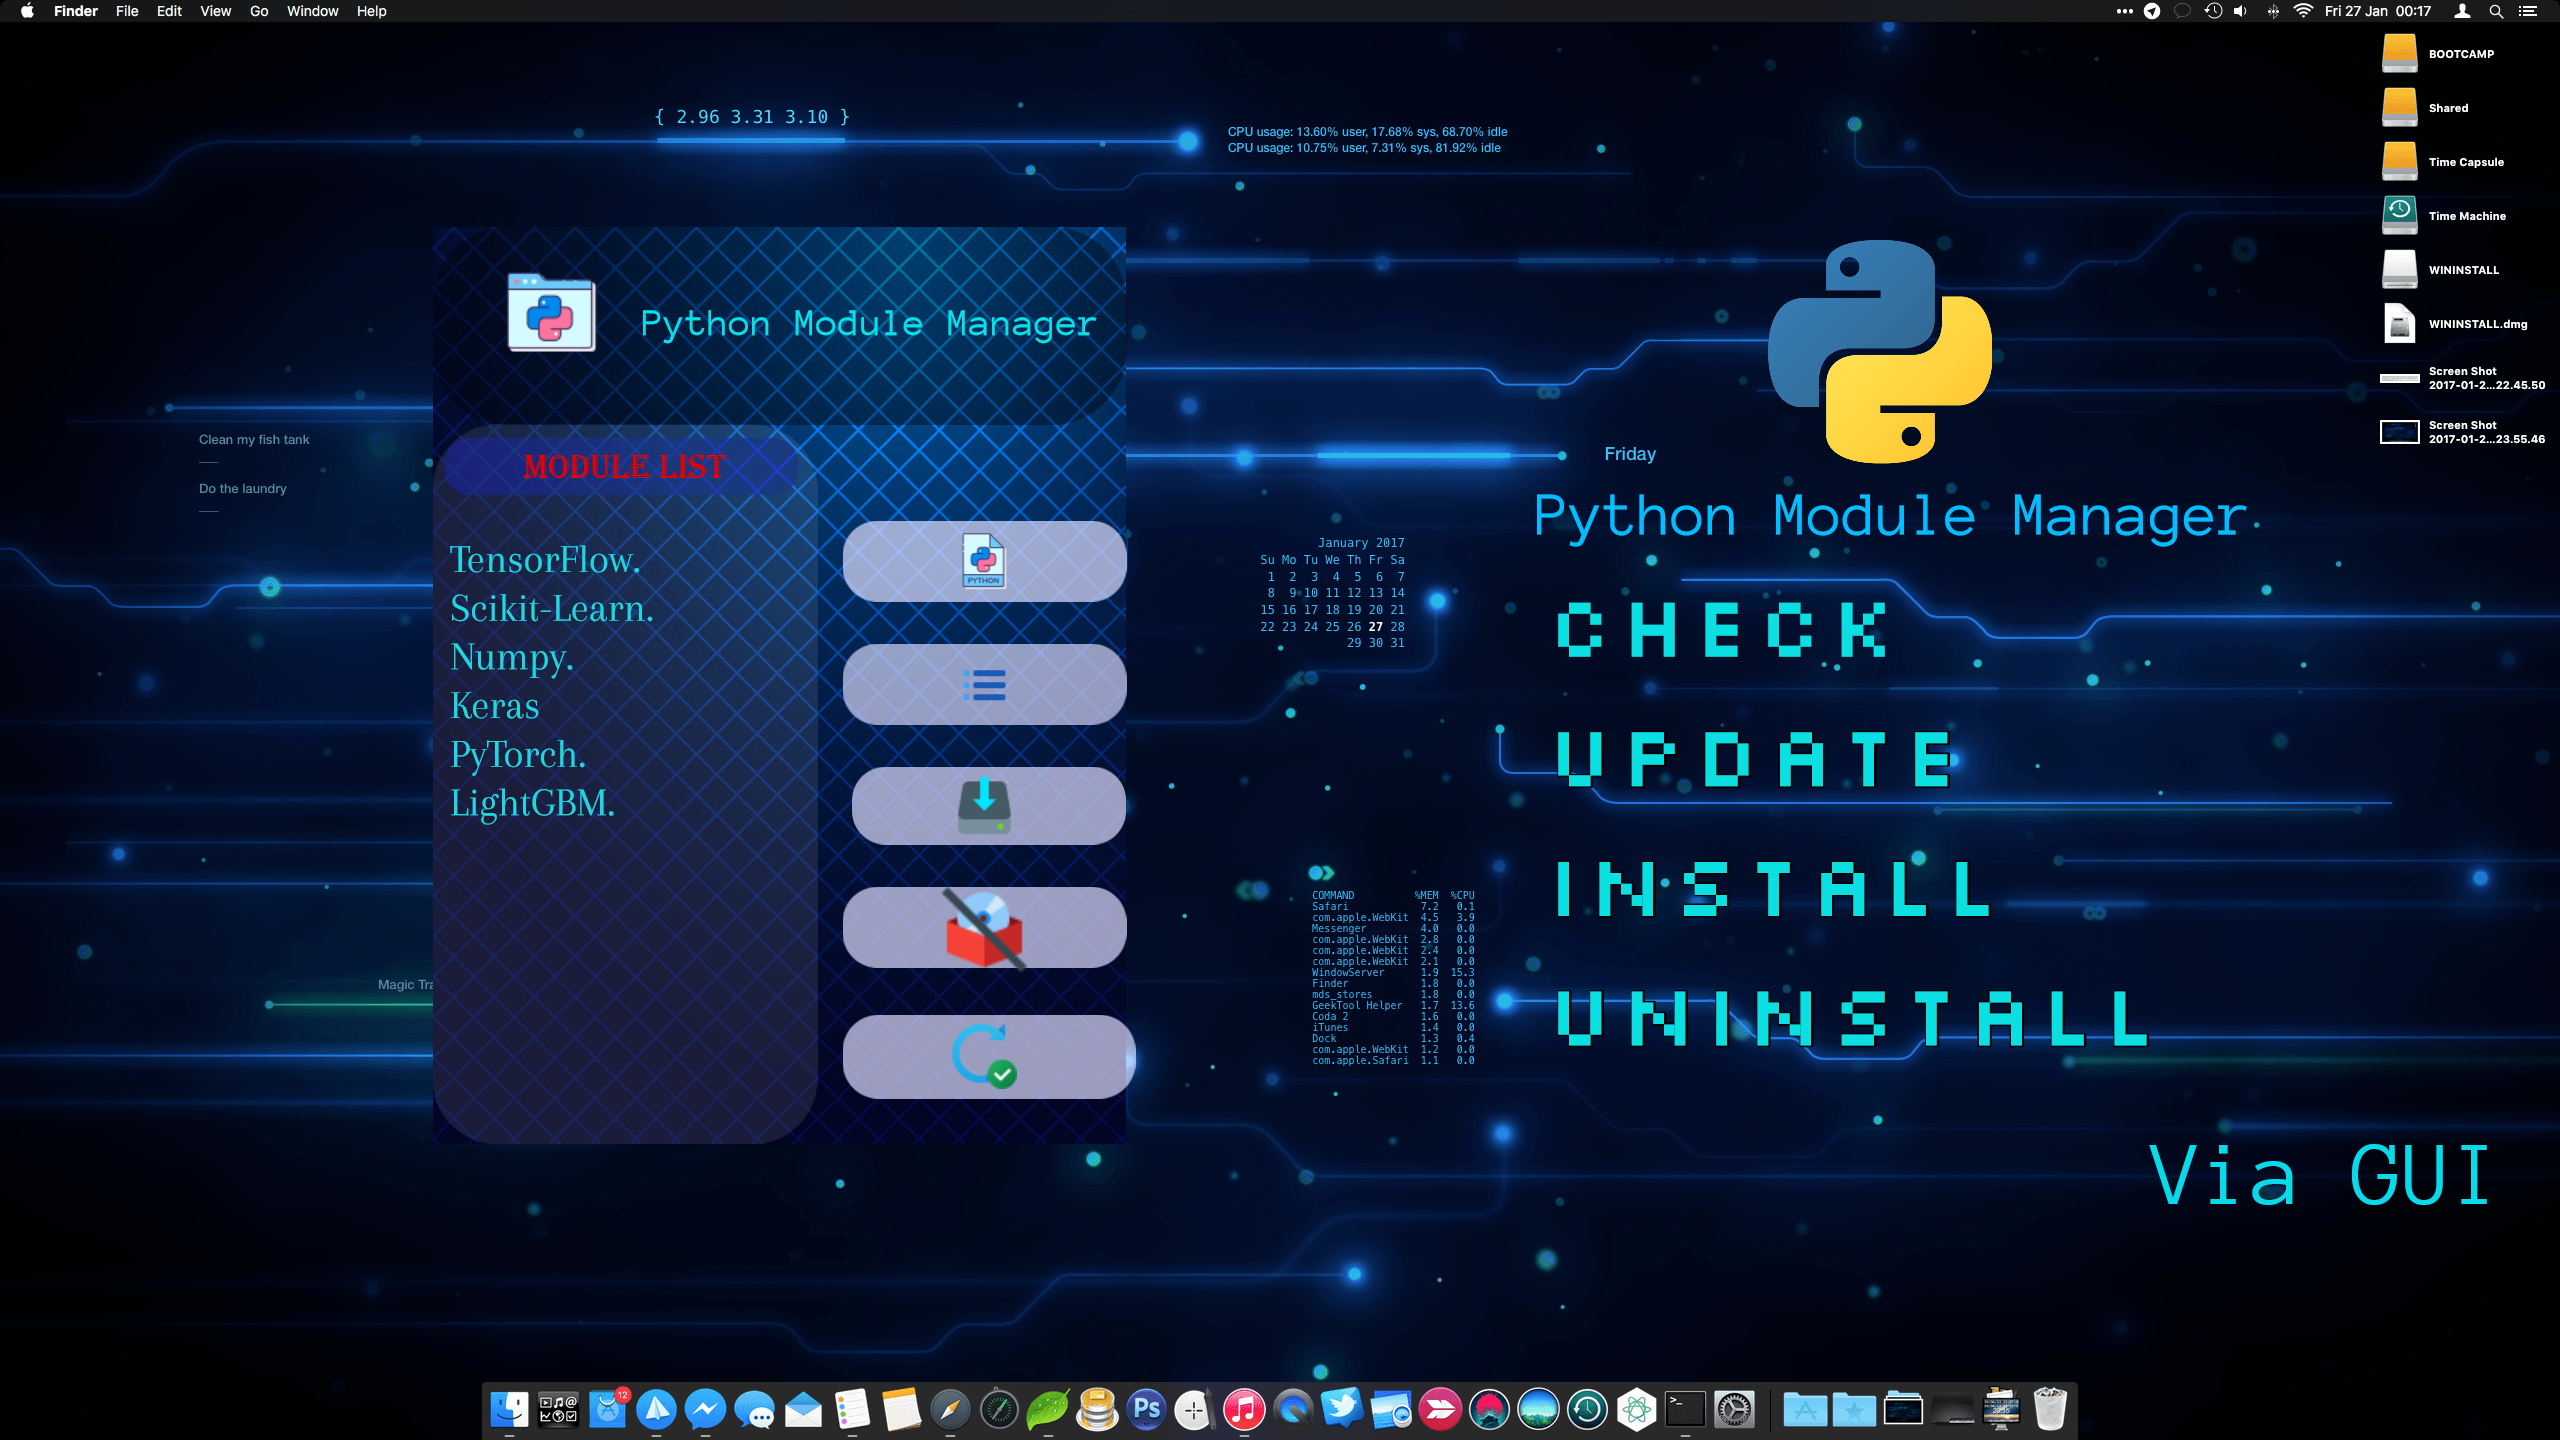 Finder File Edit View Go Window Help
Fri 27 Jan 00:17
BOOTCAMP
Shared
Time Capsule
Time Machine
WININSTALL
WININSTALL.dmg
Screen Shot
2017-01-2...22.45.50
Screen Shot
2017-01-2...23.55.46
{ 2.96 3.31 3.10 }
CPU usage: 13.60% user, 17.68% sys, 68.70% idle
CPU usage: 10.75% user, 7.31% sys, 81.92% idle
Clean my fish tank
Do the laundry
Magic Tra
Python Module Manager
MODULE LIST
TensorFlow.
Scikit-Learn.
Numpy.
Keras
PyTorch.
LightGBM.
PYTHON
Friday
January 2017
Su Mo Tu We Th Fr Sa
1 2 3 4 5 6 7
8 9 10 11 12 13 14
15 16 17 18 19 20 21
22 23 24 25 26 27 28
29 30 31
COMMAND %MEM %CPU
Safari 7.2 0.1
com.apple.WebKit 4.5 3.9
Messenger 4.0 0.0
com.apple.WebKit 2.8 0.0
com.apple.WebKit 2.4 0.0
com.apple.WebKit 2.1 0.0
WindowServer 1.9 15.3
Finder 1.8 0.0
mds_stores 1.8 0.0
GeekTool Helper 1.7 13.6
Coda 2 1.6 0.0
iTunes 1.4 0.0
Dock 1.3 0.4
com.apple.WebKit 1.2 0.0
com.apple.Safari 1.1 0.0
Python Module Manager
CHECK
UPDATE
INSTALL
UNINSTALL
Via GUI
12
Ps